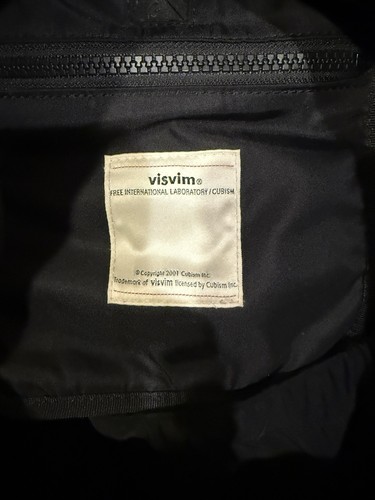 visvim®
FREE INTERNATIONAL LABORATORY / CUBISM
© Copyright 2001 Cubism Inc.
Trademark of visvim licensed by Cubism Inc.